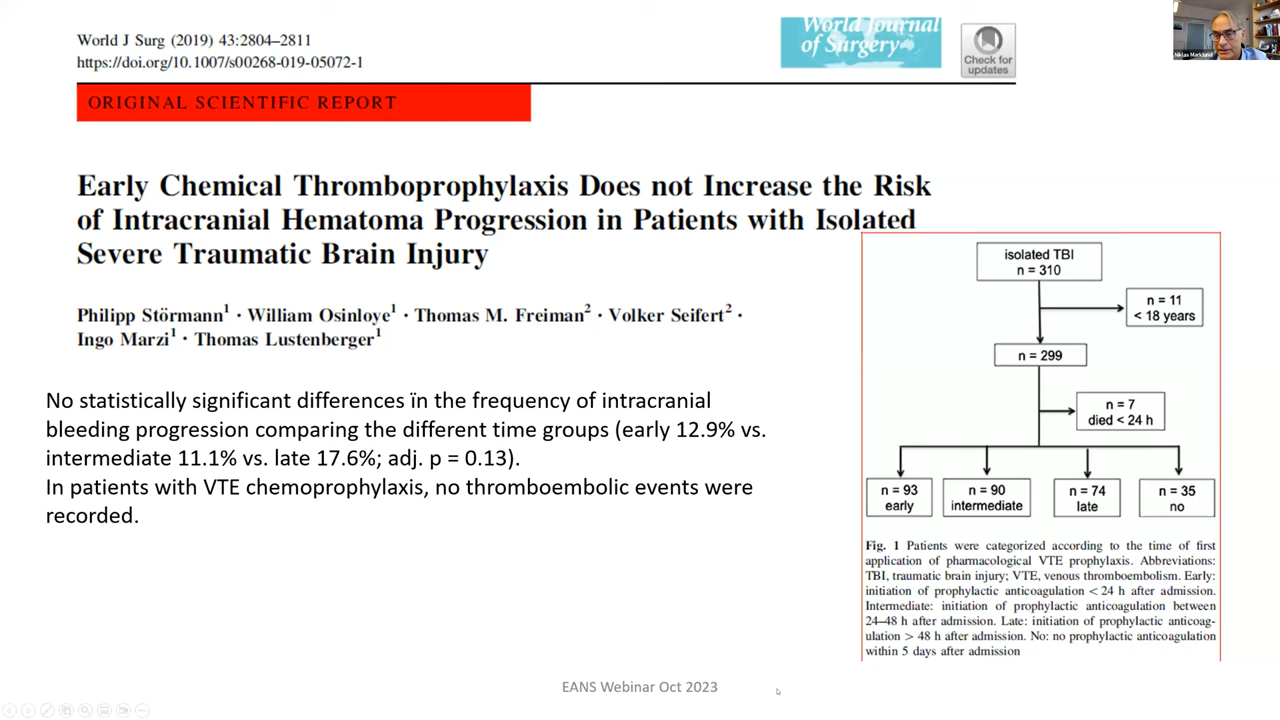 World J Surg (2019) 43:2804–2811
https://doi.org/10.1007/s00268-019-05072-1
World Journal
of Surgery
Check for
updates
Niklas Marklund
ORIGINAL SCIENTIFIC REPORT
Early Chemical Thromboprophylaxis Does not Increase the Risk
of Intracranial Hematoma Progression in Patients with Isolated
Severe Traumatic Brain Injury
Philipp Störmann1 · William Osinloye1 · Thomas M. Freiman2 · Volker Seifert2 ·
Ingo Marzi1 · Thomas Lustenberger1
No statistically significant differences ïn the frequency of intracranial
bleeding progression comparing the different time groups (early 12.9% vs.
intermediate 11.1% vs. late 17.6%; adj. p = 0.13).
In patients with VTE chemoprophylaxis, no thromboembolic events were
recorded.
isolated TBI
n = 310
n = 11
< 18 years
n = 299
n = 7
died < 24 h
n = 93
early
n = 90
intermediate
n = 74
late
n = 35
no
Fig. 1 Patients were categorized according to the time of first
application of pharmacological VTE prophylaxis. Abbreviations:
TBI, traumatic brain injury; VTE, venous thromboembolism. Early:
initiation of prophylactic anticoagulation < 24 h after admission.
Intermediate: initiation of prophylactic anticoagulation between
24–48 h after admission. Late: initiation of prophylactic anticoag-
ulation > 48 h after admission. No: no prophylactic anticoagulation
within 5 days after admission
EANS Webinar Oct 2023